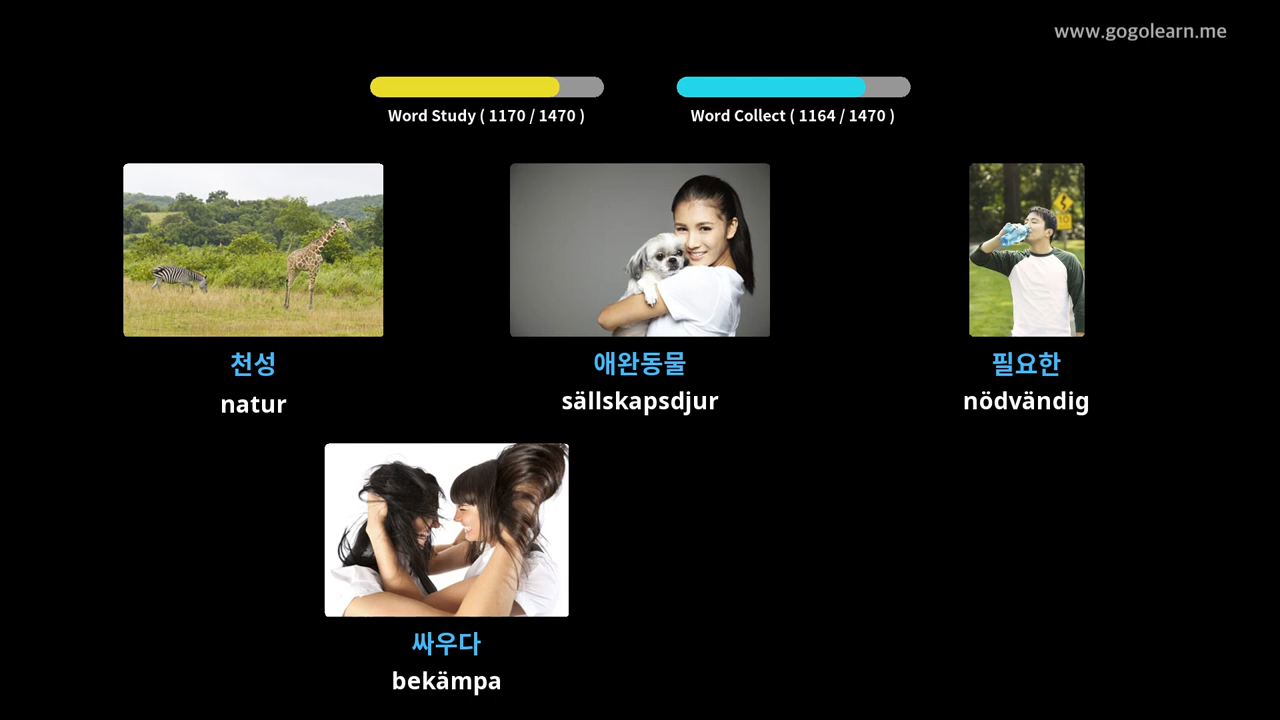 www.gogolearn.me
Word Study ( 1170 / 1470 )
Word Collect ( 1164 / 1470 )
천성
natur
애완동물
sällskapsdjur
필요한
nödvändig
싸우다
bekämpa